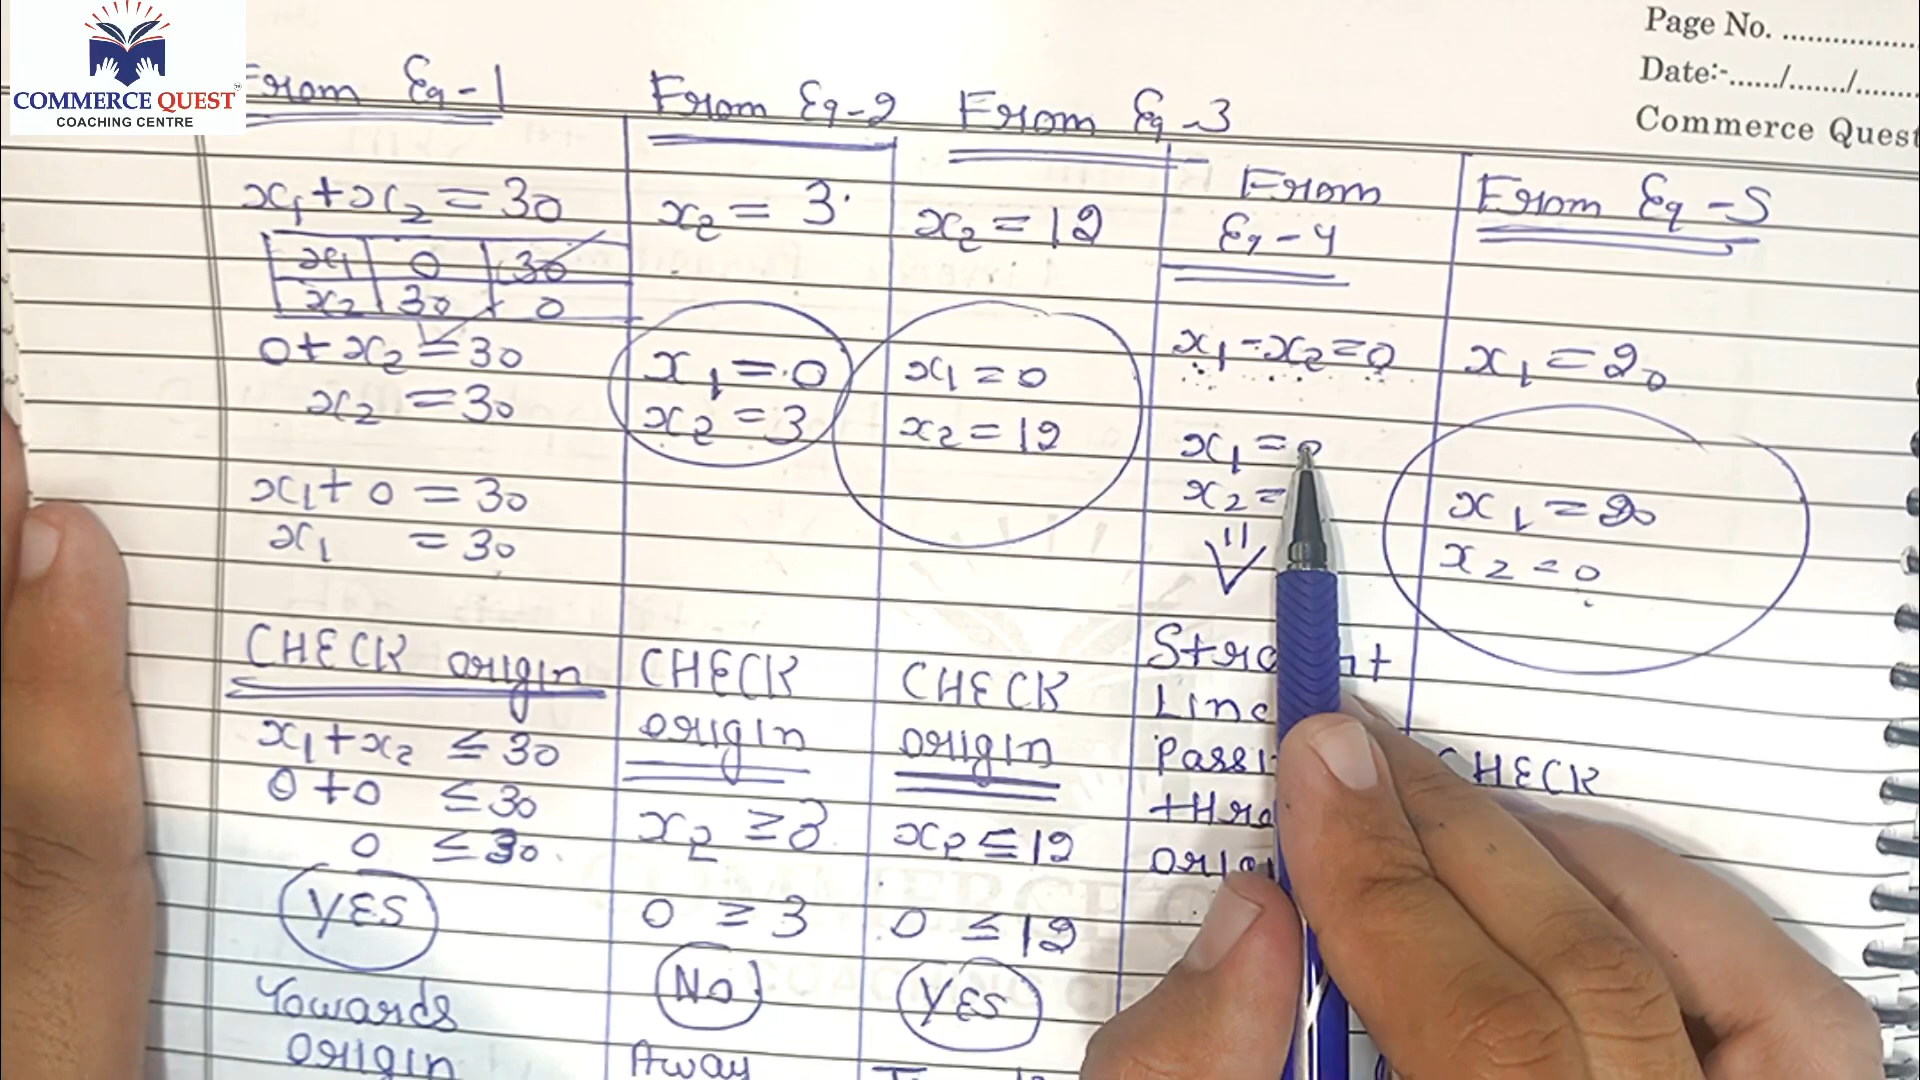 COMMERCE QUEST
COACHING CENTRE
Page No. ................
Date:-....../......./........
Commerce Quest
From Eq-1
x₁+x₂ = 30
x₁ 0 30
x₂ 30 0
0+x₂ = 30
x₂ = 30
x₁+0 = 30
x₁ = 30
CHECK origin
x₁+x₂ ≤ 30
0+0 ≤ 30
0 ≤ 30
YES
Towards
origin
From Eq-2
x₂ = 3
x₁ = 0
x₂ = 3
CHECK
origin
x₂ ≥ 3
0 ≥ 3
No
Away
From Eq-3
x₂ = 12
x₁ = 0
x₂ = 12
CHECK
origin
x₂ ≤ 12
0 ≤ 12
YES
From
Eq-4
x₁-x₂=0
x₁ = 0
x₂ =
Line
From Eq-5
x₁ = 20
x₁ = 20
x₂ = 0
CHECK